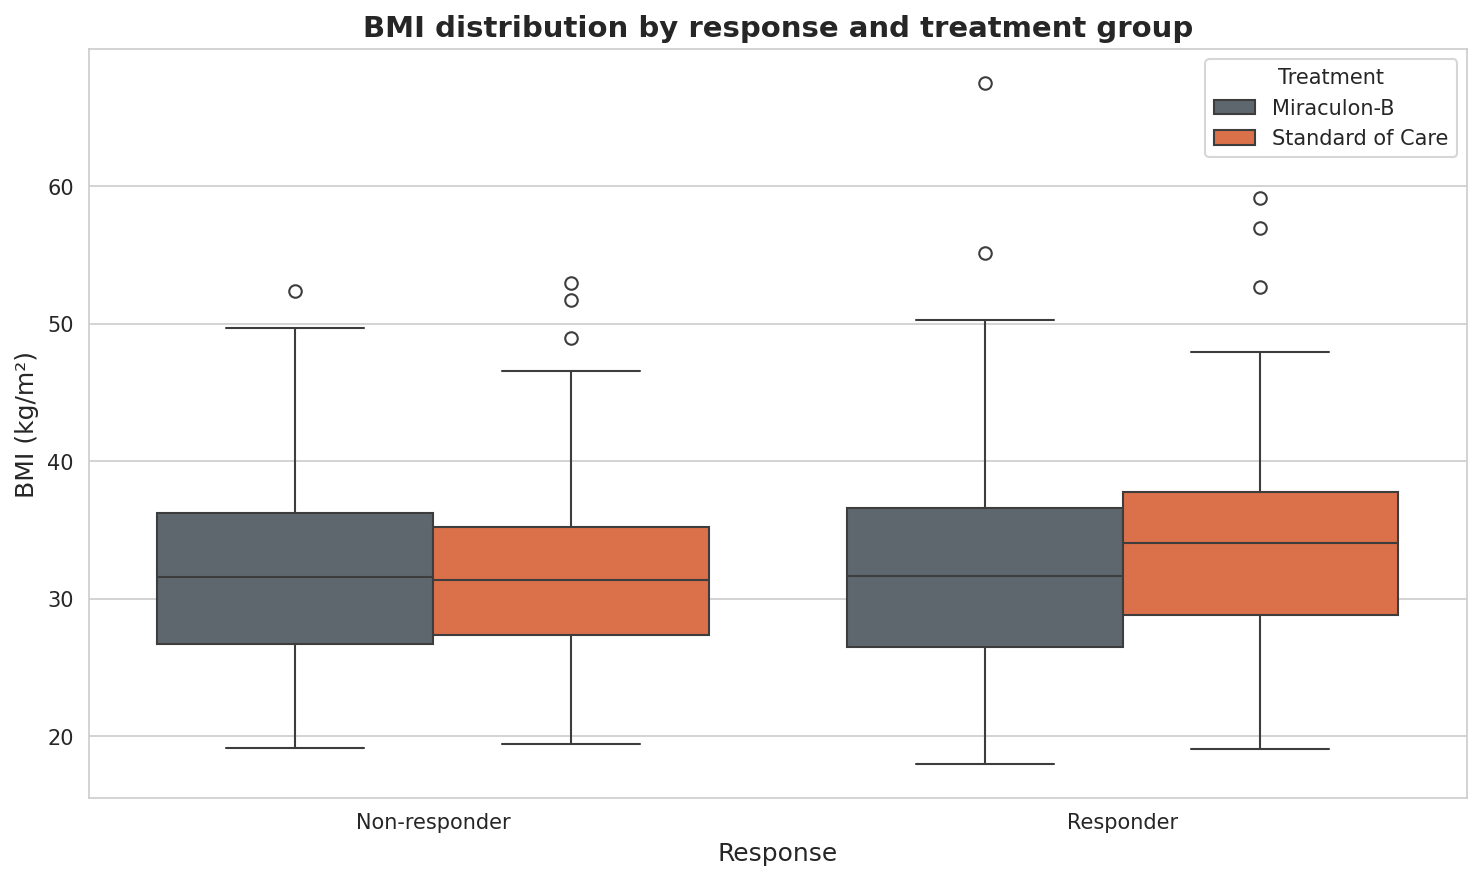 BMI distribution by response and treatment group
Treatment
Miraculon-B
Standard of Care
BMI (kg/m²)
60
50
40
30
20
Non-responder
Responder
Response